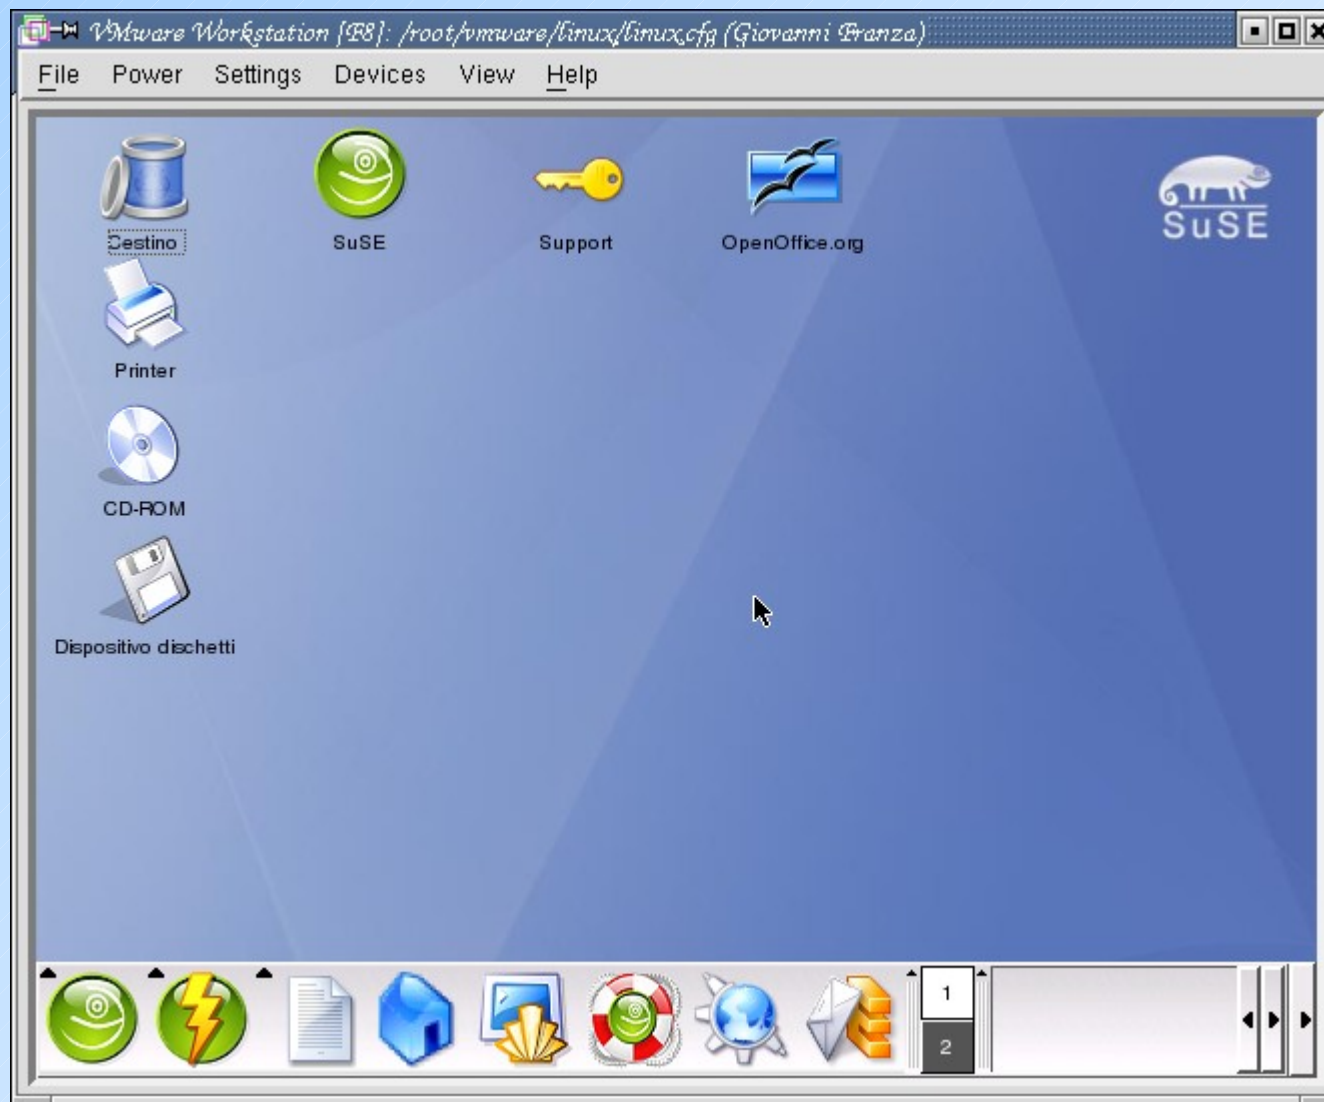 VMware Workstation [F8]: /root/vmware/linux/linux.cfg (Giovanni Franza)
File Power Settings Devices View Help
Cestino SuSE Support OpenOffice.org SuSE
Printer
CD-ROM
Dispositivo dischetti
1
2